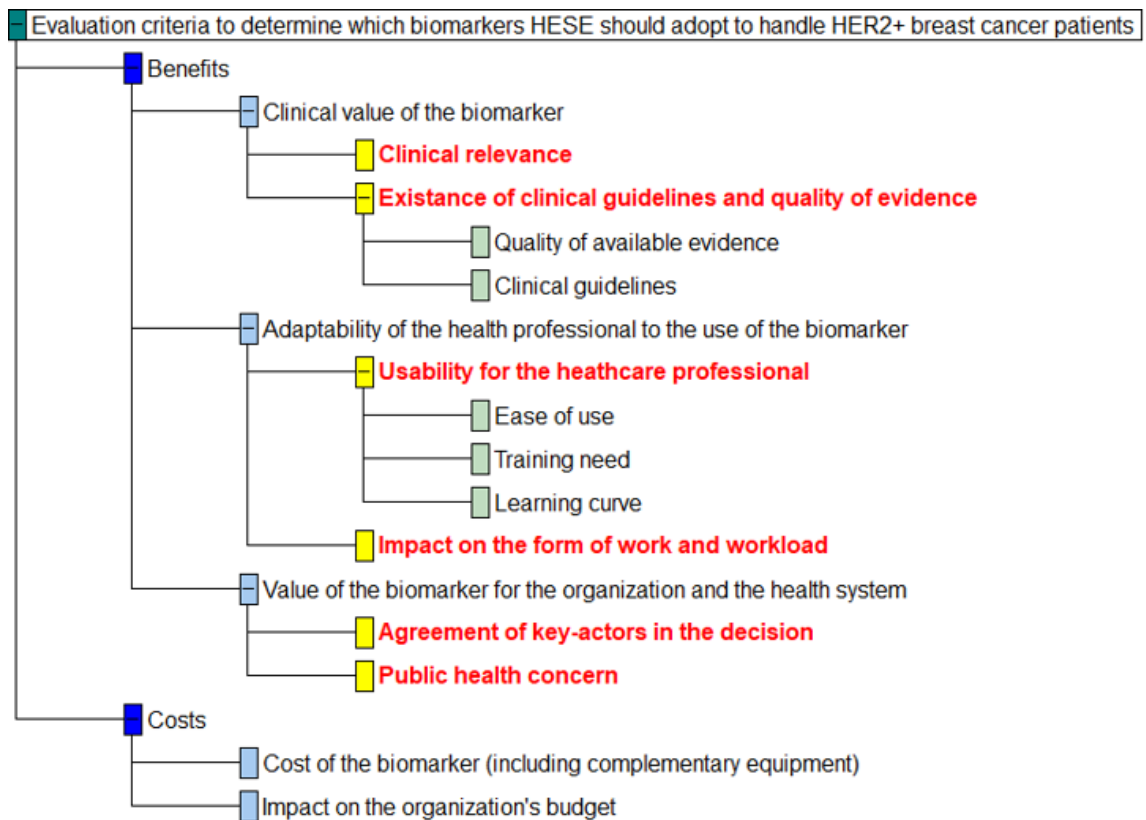 Evaluation criteria to determine which biomarkers HESE should adopt to handle HER2+ breast cancer patients
Benefits
Clinical value of the biomarker
Clinical relevance
Existance of clinical guidelines and quality of evidence
Quality of available evidence
Clinical guidelines
Adaptability of the health professional to the use of the biomarker
Usability for the heathcare professional
Ease of use
Training need
Learning curve
Impact on the form of work and workload
Value of the biomarker for the organization and the health system
Agreement of key-actors in the decision
Public health concern
Costs
Cost of the biomarker (including complementary equipment)
Impact on the organization's budget